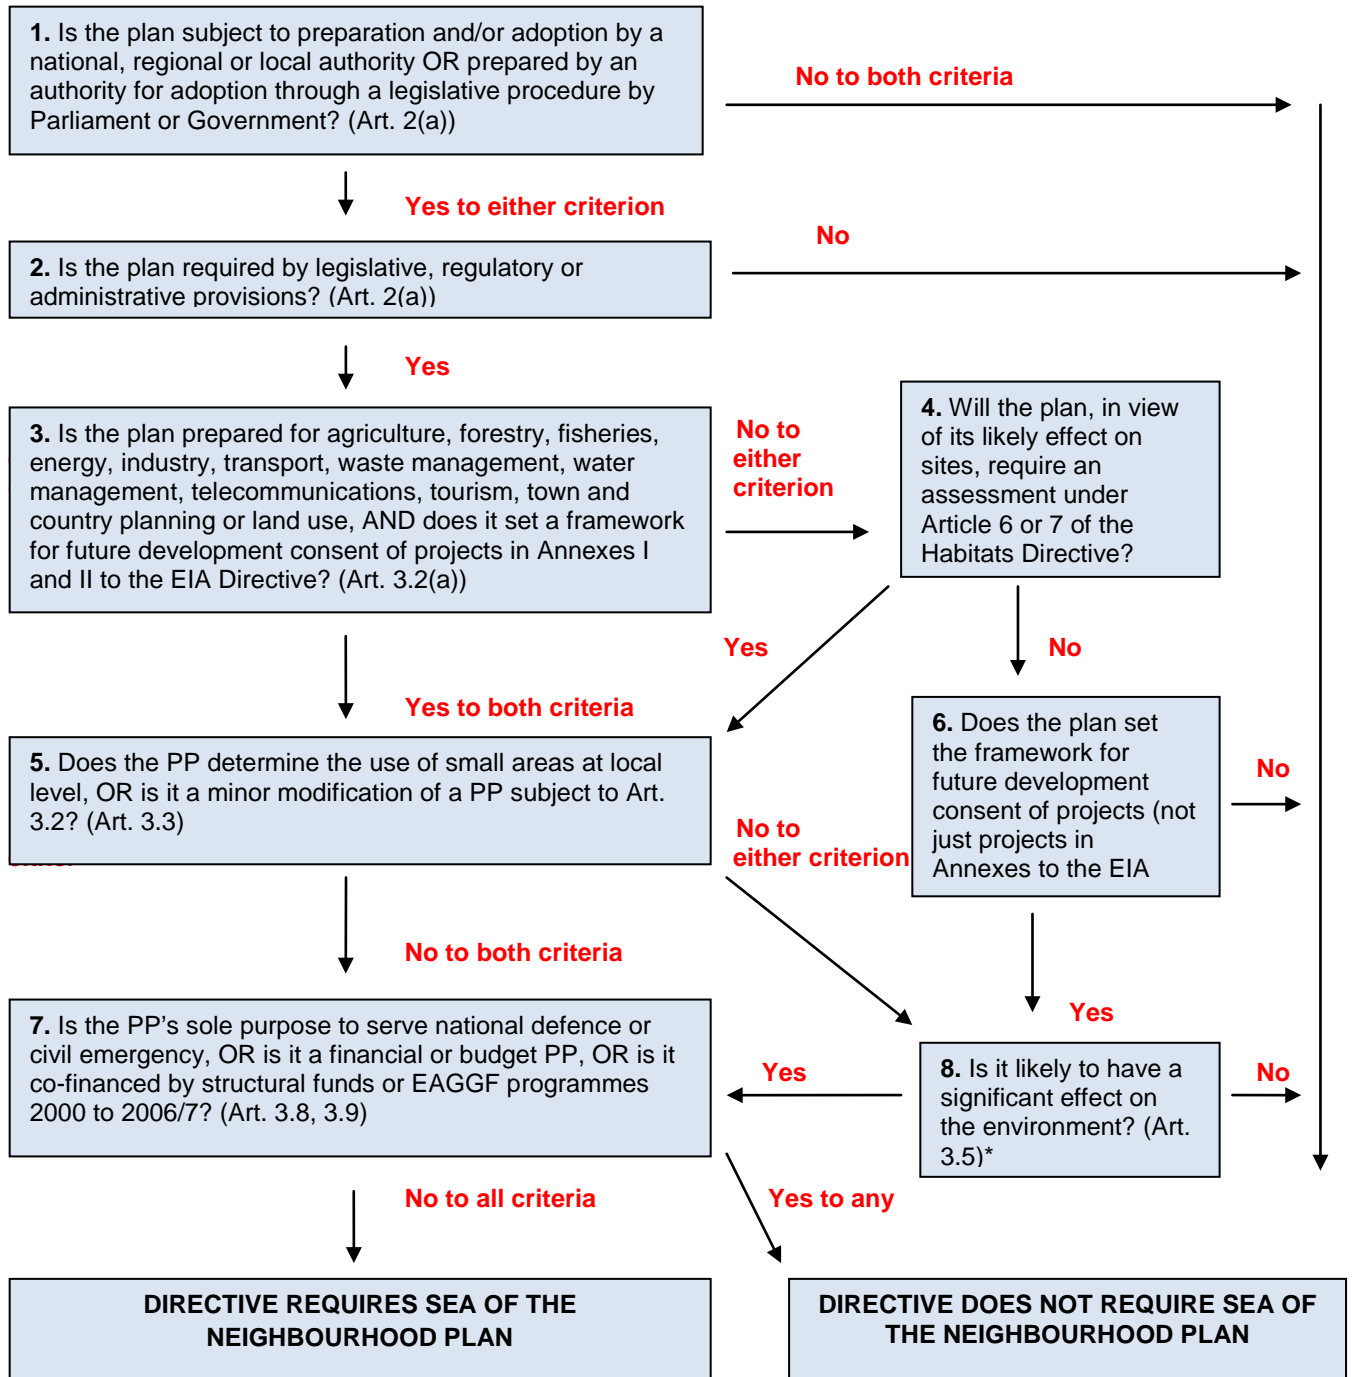 1. Is the plan subject to preparation and/or adoption by a
national, regional or local authority OR prepared by an
authority for adoption through a legislative procedure by
Parliament or Government? (Art. 2(a))
No to both criteria
Yes to either criterion
No
2. Is the plan required by legislative, regulatory or
administrative provisions? (Art. 2(a))
Yes
3. Is the plan prepared for agriculture, forestry, fisheries,
energy, industry, transport, waste management, water
management, telecommunications, tourism, town and
country planning or land use, AND does it set a framework
for future development consent of projects in Annexes I
and II to the EIA Directive? (Art. 3.2(a))
No to
either
criterion
4. Will the plan, in view
of its likely effect on
sites, require an
assessment under
Article 6 or 7 of the
Habitats Directive?
Yes
No
Yes to both criteria
5. Does the PP determine the use of small areas at local
level, OR is it a minor modification of a PP subject to Art.
3.2? (Art. 3.3)
No to
either criterion
6. Does the plan set
the framework for
future development
consent of projects (not
just projects in
Annexes to the EIA
No
No to both criteria
Yes
7. Is the PP’s sole purpose to serve national defence or
civil emergency, OR is it a financial or budget PP, OR is it
co-financed by structural funds or EAGGF programmes
2000 to 2006/7? (Art. 3.8, 3.9)
Yes
8. Is it likely to have a
significant effect on
the environment? (Art.
3.5)*
No
No to all criteria
Yes to any
DIRECTIVE REQUIRES SEA OF THE
NEIGHBOURHOOD PLAN
DIRECTIVE DOES NOT REQUIRE SEA OF
THE NEIGHBOURHOOD PLAN